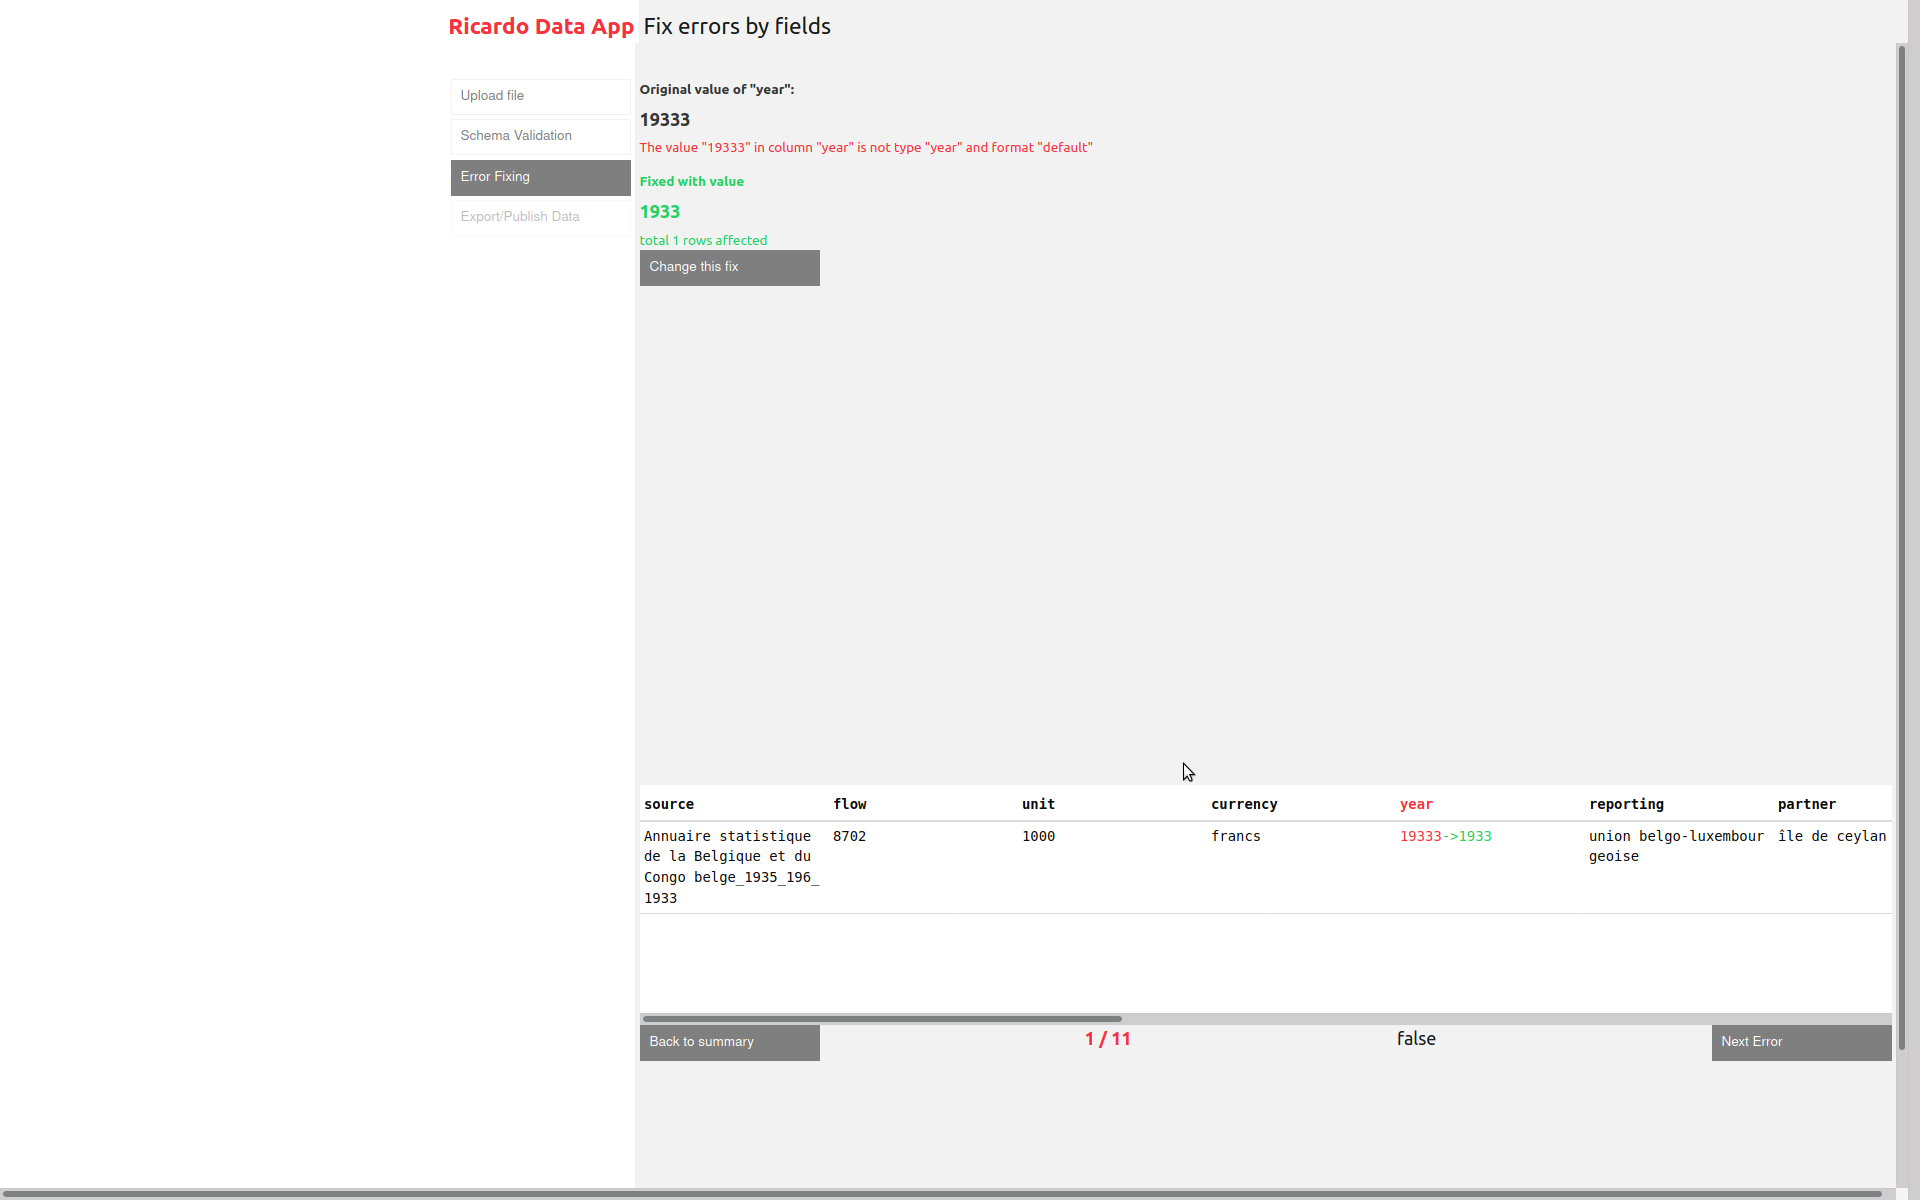 Ricardo Data App
Fix errors by fields
Upload file
Schema Validation
Error Fixing
Export/Publish Data
Original value of "year":
19333
The value "19333" in column "year" is not type "year" and format "default"
Fixed with value
1933
total 1 rows affected
Change this fix
source flow unit currency year reporting partner
Annuaire statistique 8702 1000 francs 19333->1933 union belgo-luxembour île de ceylan
de la Belgique et du geoise
Congo belge_1935_196_
1933
Back to summary 1 / 11 false Next Error